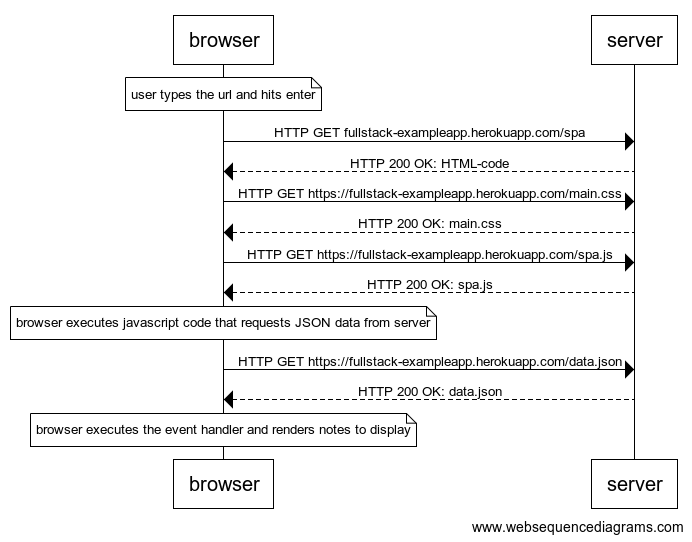 browser
server
user types the url and hits enter
HTTP GET fullstack-exampleapp.herokuapp.com/spa
HTTP 200 OK: HTML-code
HTTP GET https://fullstack-exampleapp.herokuapp.com/main.css
HTTP 200 OK: main.css
HTTP GET https://fullstack-exampleapp.herokuapp.com/spa.js
HTTP 200 OK: spa.js
browser executes javascript code that requests JSON data from server
HTTP GET https://fullstack-exampleapp.herokuapp.com/data.json
HTTP 200 OK: data.json
browser executes the event handler and renders notes to display
browser
server
www.websequencediagrams.com